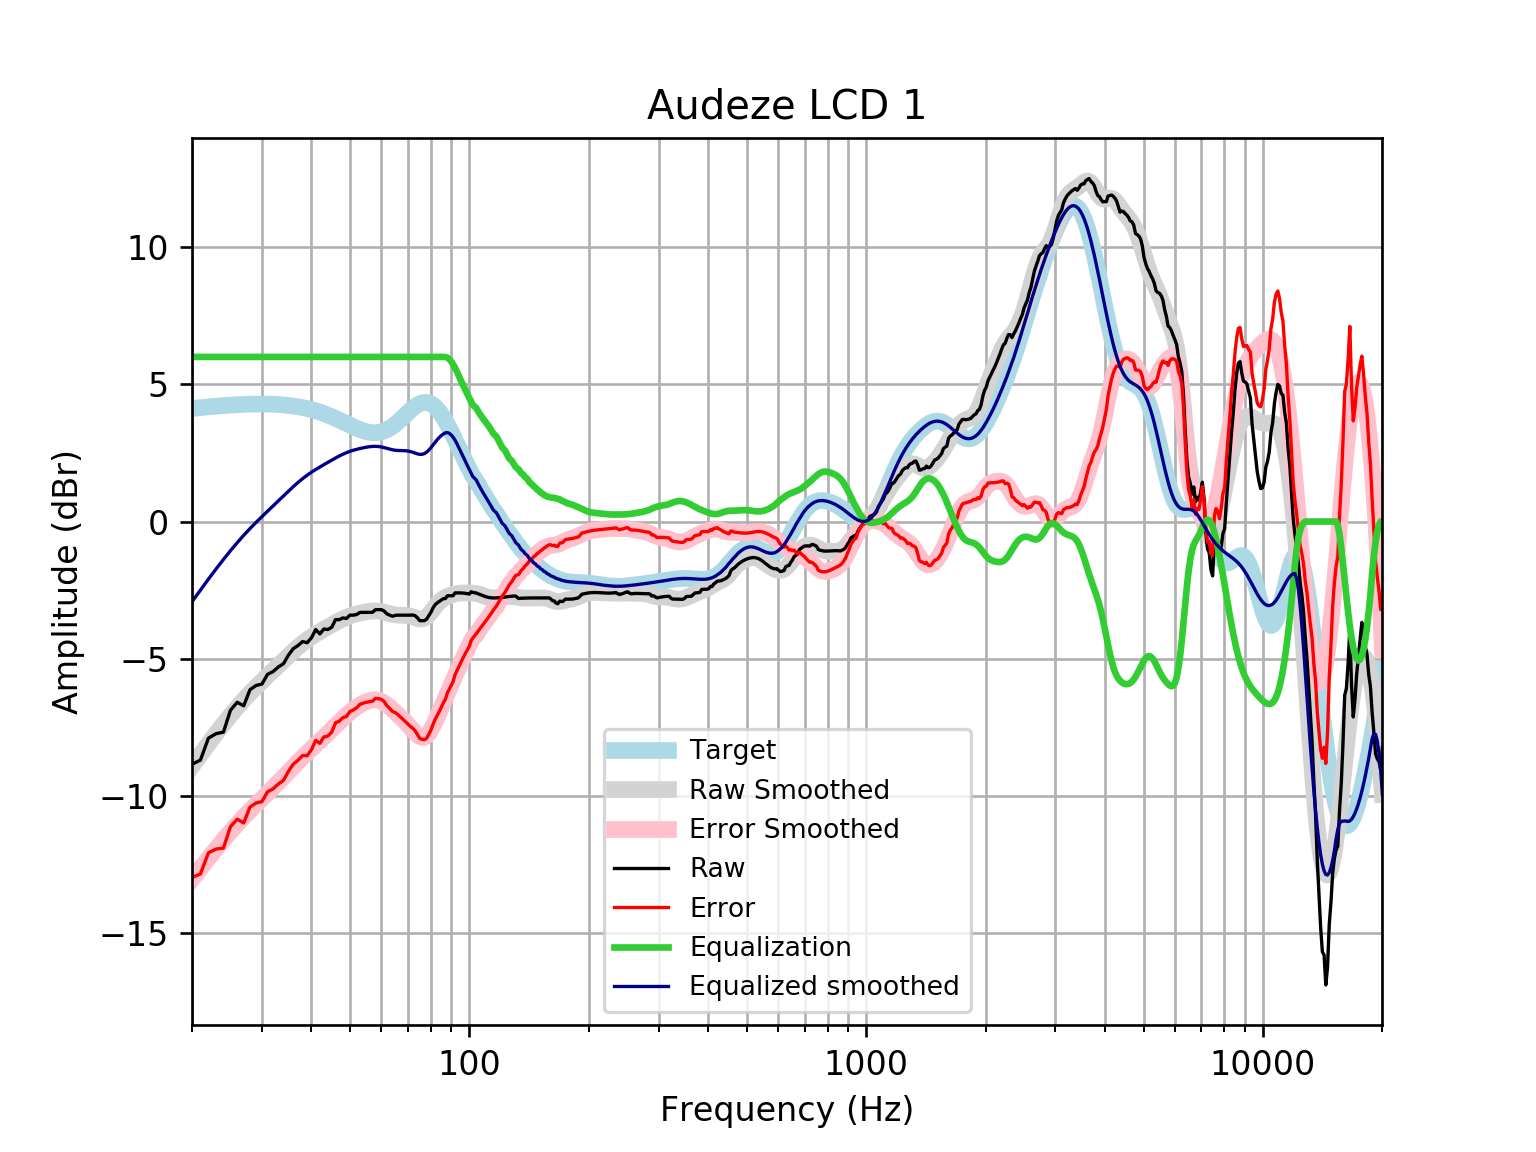 Audeze LCD 1
Amplitude (dBr)
10
5
0
−5
−10
−15
Target
Raw Smoothed
Error Smoothed
Raw
Error
Equalization
Equalized smoothed
100 1000 10000
Frequency (Hz)